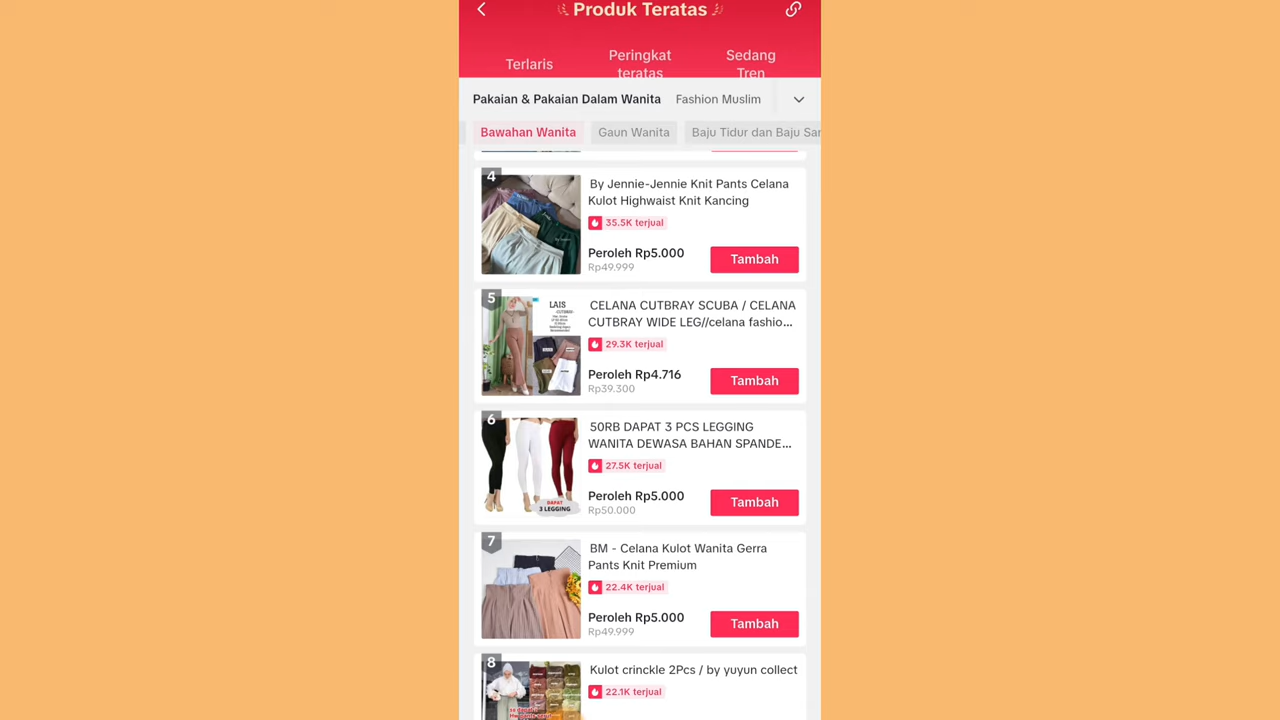 Produk Teratas
Terlaris
Peringkat
teratas
Sedang
Tren
Pakaian & Pakaian Dalam Wanita
Fashion Muslim
Bawahan Wanita
Gaun Wanita
Baju Tidur dan Baju San
4
By Jennie-Jennie Knit Pants Celana
Kulot Highwaist Knit Kancing
35.5K terjual
Peroleh Rp5.000
Rp49.999
Tambah
5
LAIS
CELANA CUTBRAY SCUBA / CELANA
CUTBRAY WIDE LEG//celana fashio...
29.3K terjual
Peroleh Rp4.716
Rp39.300
Tambah
6
DAPAT
3 LEGGING
50RB DAPAT 3 PCS LEGGING
WANITA DEWASA BAHAN SPANDE...
27.5K terjual
Peroleh Rp5.000
Rp50.000
Tambah
7
BM - Celana Kulot Wanita Gerra
Pants Knit Premium
22.4K terjual
Peroleh Rp5.000
Rp49.999
Tambah
8
Kulot crinckle 2Pcs / by yuyun collect
22.1K terjual